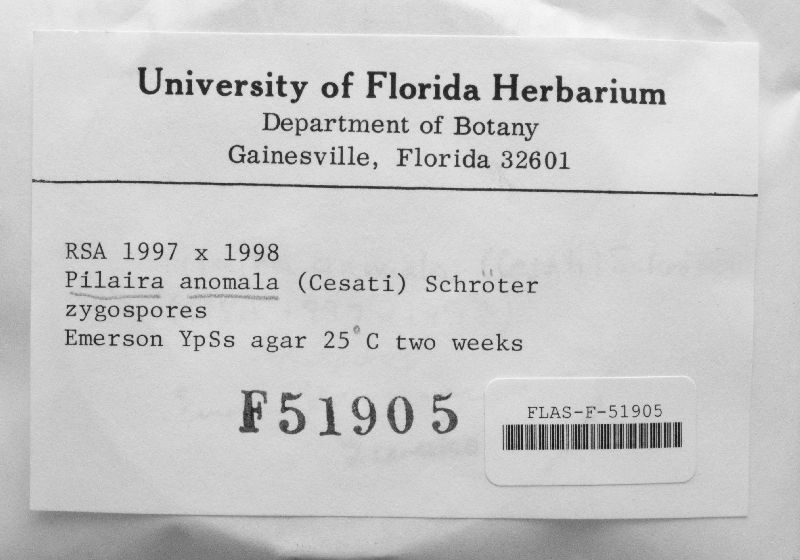 University of Florida Herbarium
Department of Botany
Gainesville, Florida 32601
RSA 1997 x 1998
Pilaira anomala (Cesati) Schröter
zygospores
Emerson YpSs agar 25°C two weeks
F51905
FLAS-F-51905